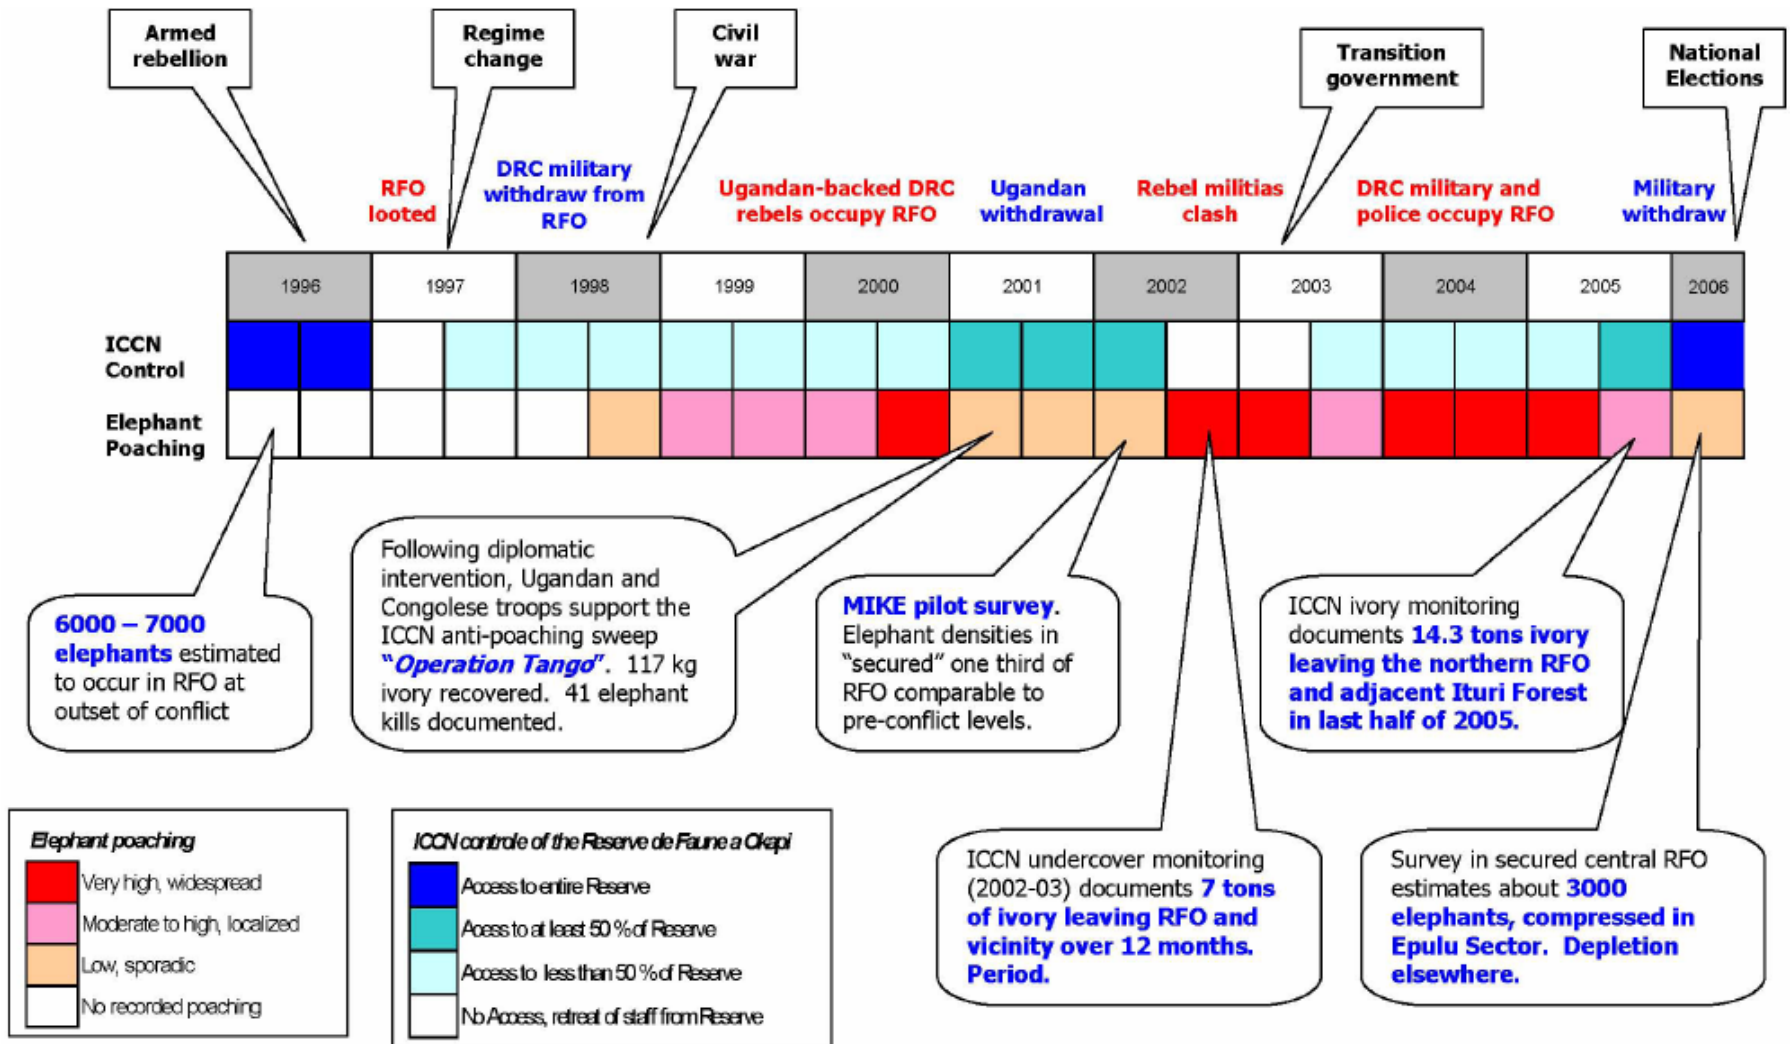 Armed
rebellion
Regime
change
Civil
war
Transition
government
National
Elections
RFO
looted
DRC military
withdraw from
RFO
Ugandan-backed DRC
rebels occupy RFO
Ugandan
withdrawal
Rebel militias
clash
DRC military and
police occupy RFO
Military
withdraw
1996
1997
1998
1999
2000
2001
2002
2003
2004
2005
2006
ICCN
Control
Elephant
Poaching
6000 – 7000
elephants estimated
to occur in RFO at
outset of conflict
Following diplomatic
intervention, Ugandan and
Congolese troops support the
ICCN anti-poaching sweep
"Operation Tango". 117 kg
ivory recovered. 41 elephant
kills documented.
MIKE pilot survey.
Elephant densities in
"secured" one third of
RFO comparable to
pre-conflict levels.
ICCN ivory monitoring
documents 14.3 tons ivory
leaving the northern RFO
and adjacent Ituri Forest
in last half of 2005.
ICCN undercover monitoring
(2002-03) documents 7 tons
of ivory leaving RFO and
vicinity over 12 months.
Period.
Survey in secured central RFO
estimates about 3000
elephants, compressed in
Epulu Sector. Depletion
elsewhere.
Elephant poaching
Very high, widespread
Moderate to high, localized
Low, sporadic
No recorded poaching
ICCN controle of the Reserve de Faune a Okapi
Access to entire Reserve
Acess to at least 50 % of Reserve
Access to less than 50 % of Reserve
No Access, retreat of staff from Reserve